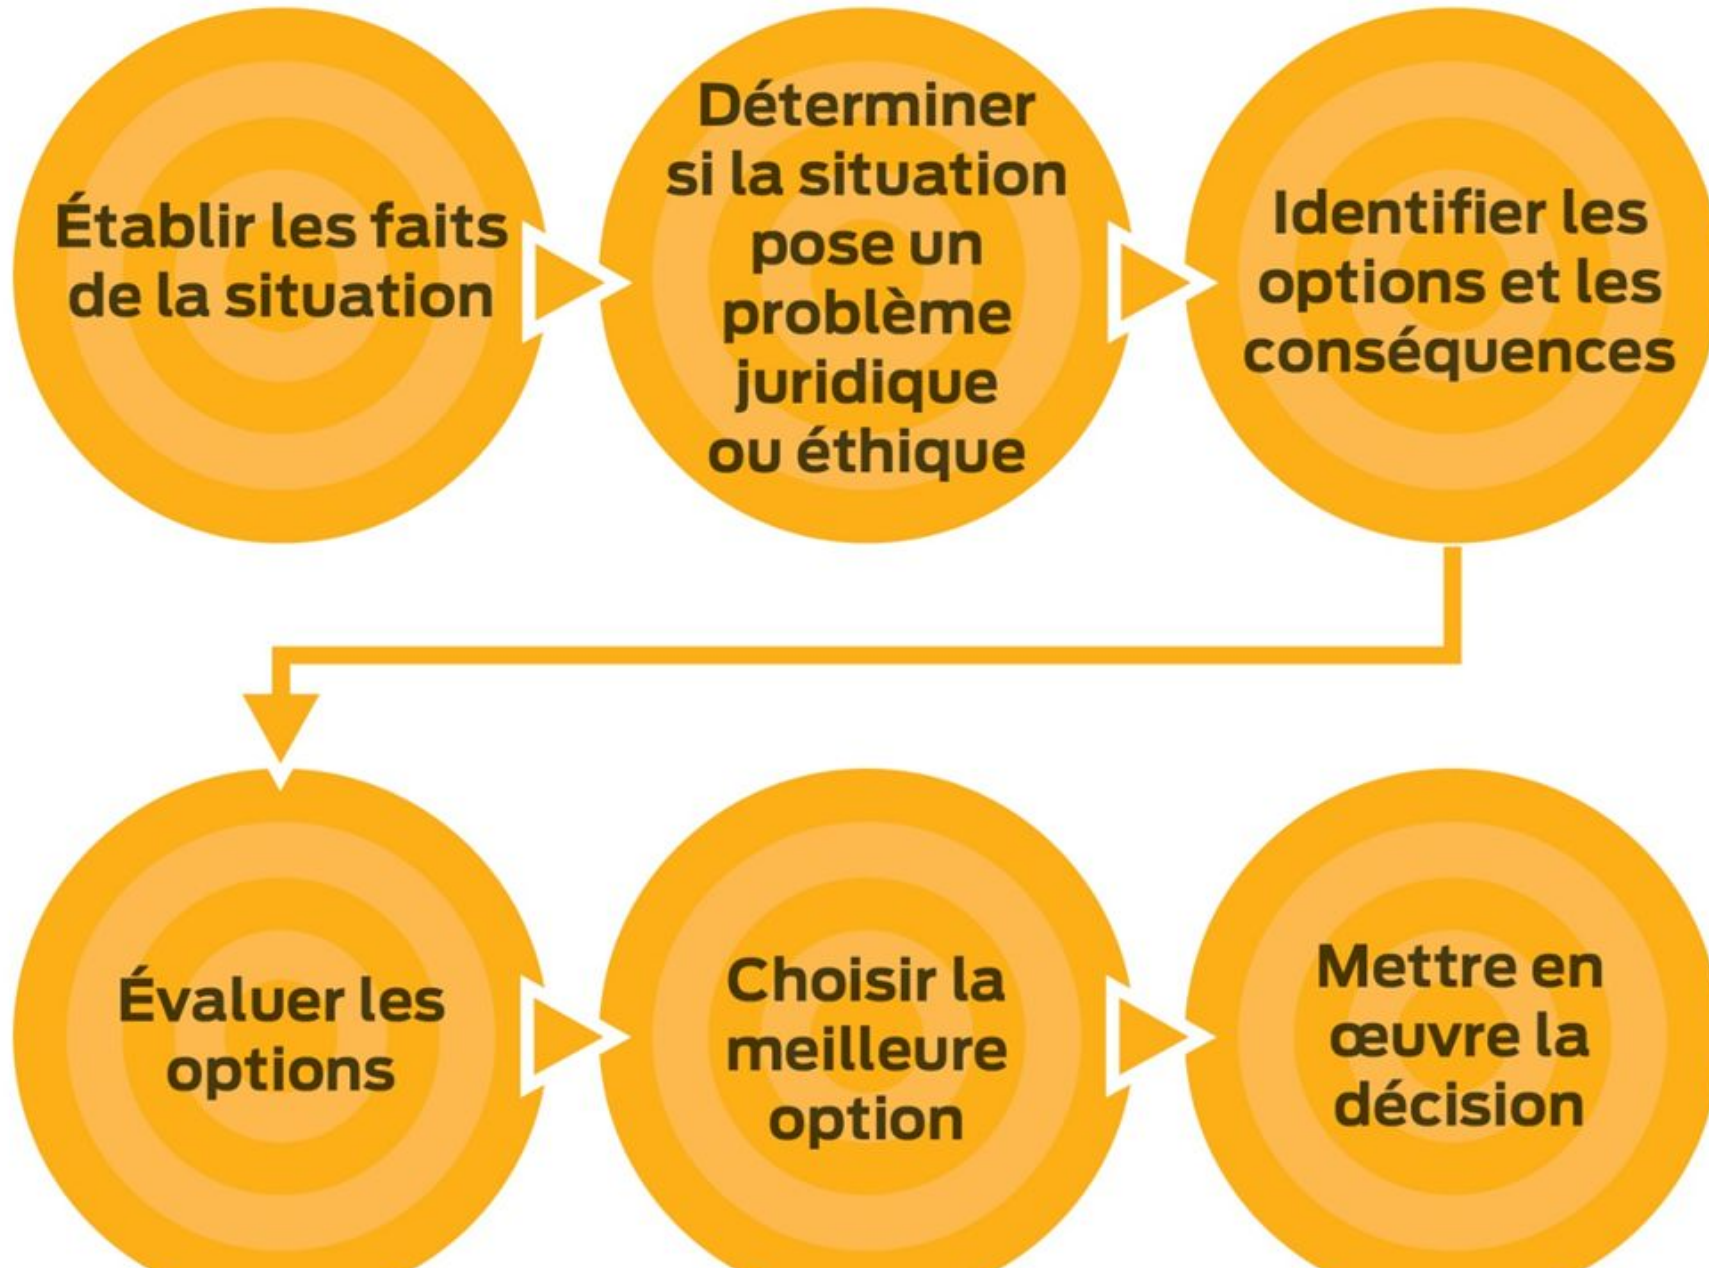 Établir les faits
de la situation
Déterminer
si la situation
pose un
problème
juridique
ou éthique
Identifier les
options et les
conséquences
Évaluer les
options
Choisir la
meilleure
option
Mettre en
œuvre la
décision